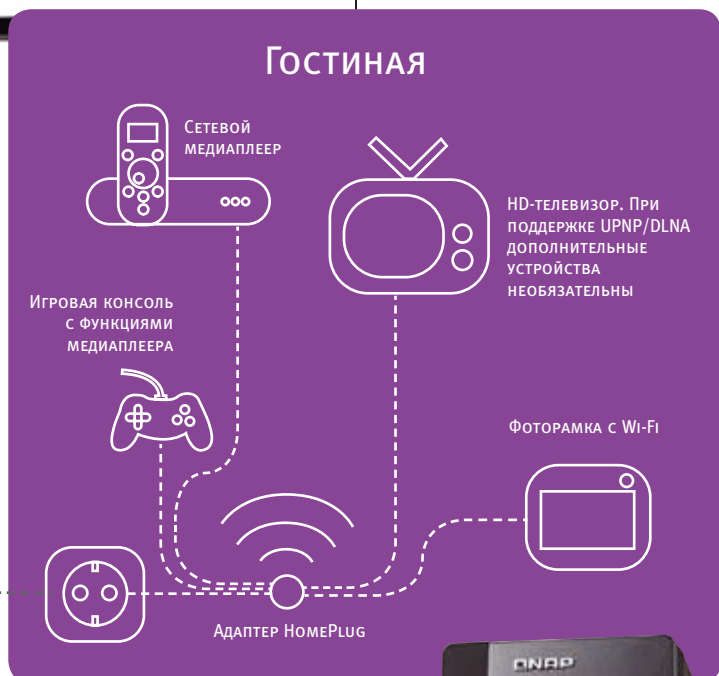 Гостиная
Сетевой
медиаплеер
HD-телевизор. При
поддержке UPnP/DLNA
дополнительные
устройства
необязательны
Игровая консоль
с функциями
медиаплеера
Фоторамка с Wi-Fi
Адаптер HomePlug
QNAP